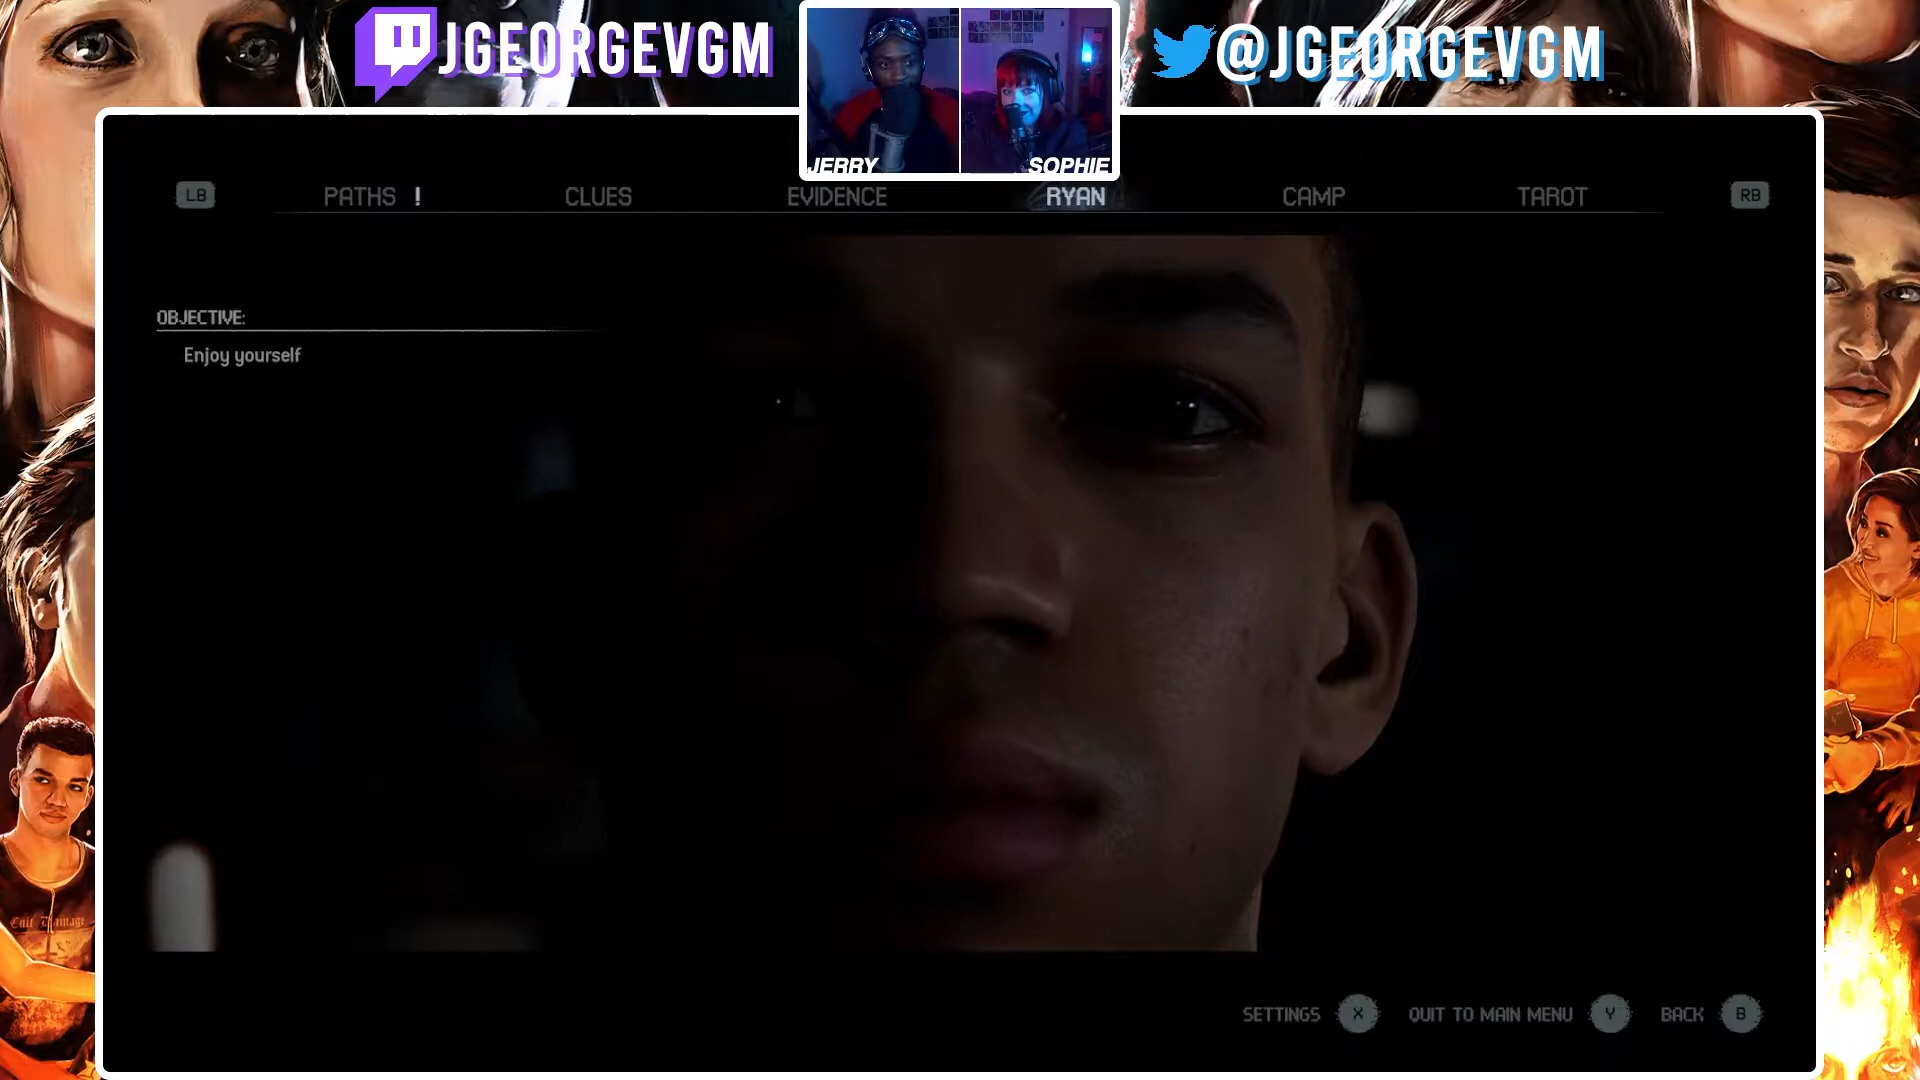 JGEORGEVGM
@JGEORGEVGM
JERRY
SOPHIE
LB
PATHS !
CLUES
EVIDENCE
RYAN
CAMP
TAROT
RB
OBJECTIVE:
Enjoy yourself
SETTINGS X
QUIT TO MAIN MENU Y
BACK B